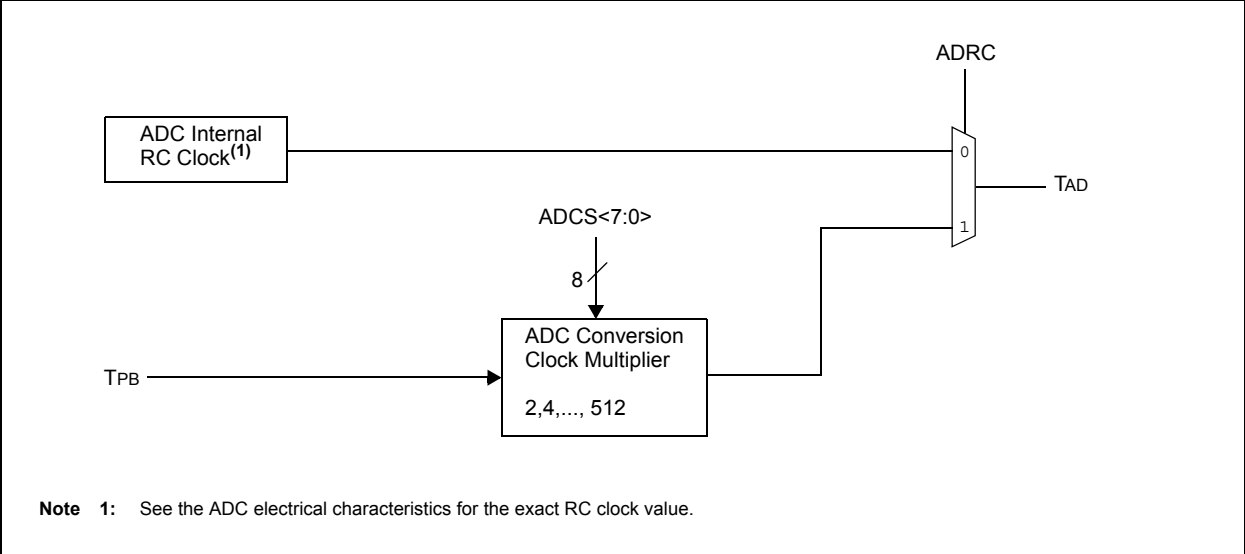 ADRC
ADC Internal
RC Clock(1)
0
TAD
ADCS<7:0>
1
8
ADC Conversion
Clock Multiplier
TPB
2,4,..., 512
Note 1: See the ADC electrical characteristics for the exact RC clock value.